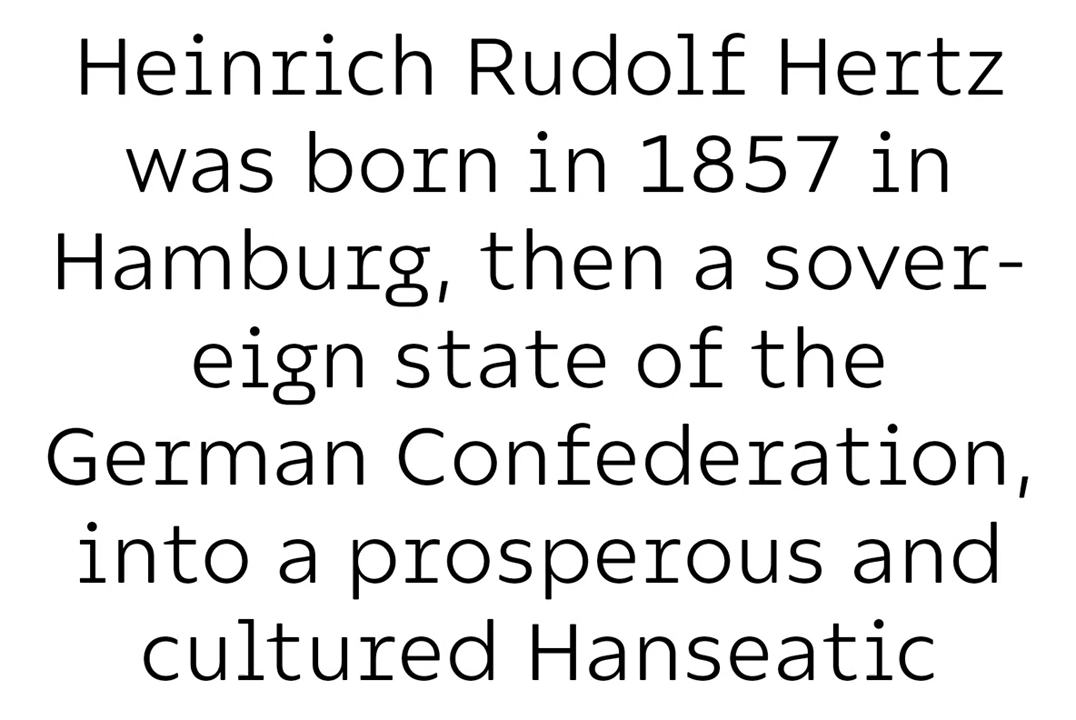 Heinrich Rudolf Hertz
was born in 1857 in
Hamburg, then a sover-
eign state of the
German Confederation,
into a prosperous and
cultured Hanseatic